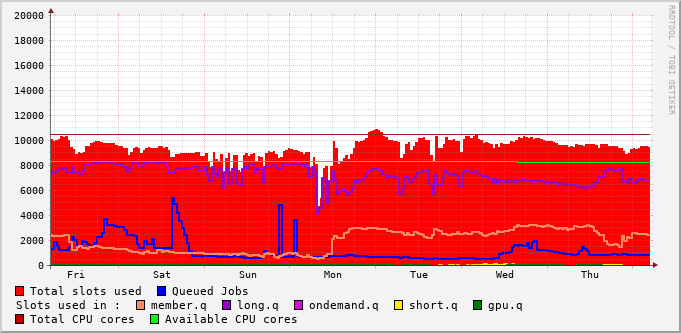 RRDTOOL / TOBI OETIKER
20000
18000
16000
14000
12000
10000
8000
6000
4000
2000
0
Fri Sat Sun Mon Tue Wed Thu
Total slots used Queued Jobs
Slots used in : member.q long.q ondemand.q short.q gpu.q
Total CPU cores Available CPU cores